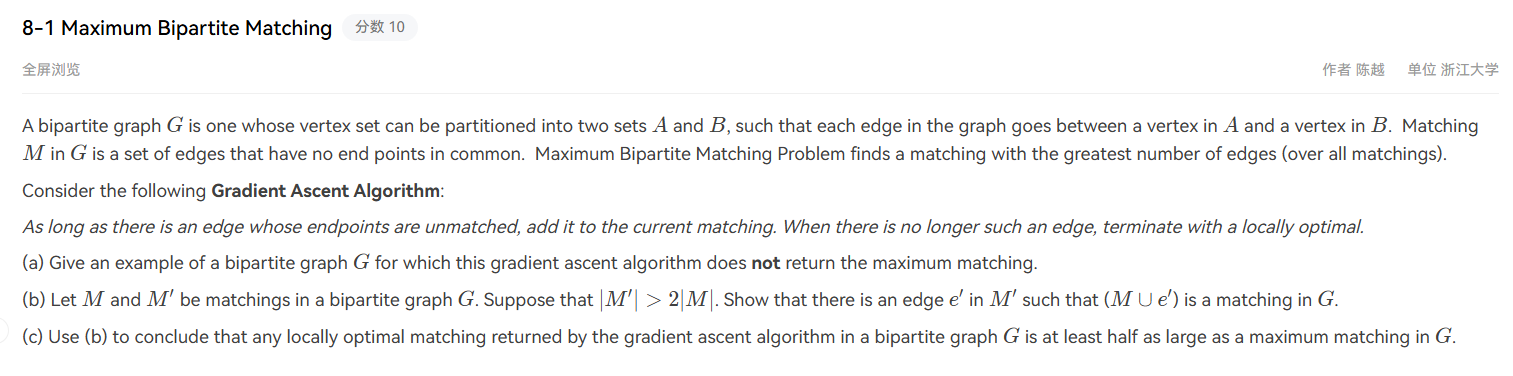 8-1 Maximum Bipartite Matching 分数 10
全屏浏览 作者 陈越 单位 浙江大学
A bipartite graph G is one whose vertex set can be partitioned into two sets A and B, such that each edge in the graph goes between a vertex in A and a vertex in B. Matching
M in G is a set of edges that have no end points in common. Maximum Bipartite Matching Problem finds a matching with the greatest number of edges (over all matchings).
Consider the following Gradient Ascent Algorithm:
As long as there is an edge whose endpoints are unmatched, add it to the current matching. When there is no longer such an edge, terminate with a locally optimal.
(a) Give an example of a bipartite graph G for which this gradient ascent algorithm does not return the maximum matching.
(b) Let M and M′ be matchings in a bipartite graph G. Suppose that |M′| > 2|M|. Show that there is an edge e′ in M′ such that (M ∪ e′) is a matching in G.
(c) Use (b) to conclude that any locally optimal matching returned by the gradient ascent algorithm in a bipartite graph G is at least half as large as a maximum matching in G.